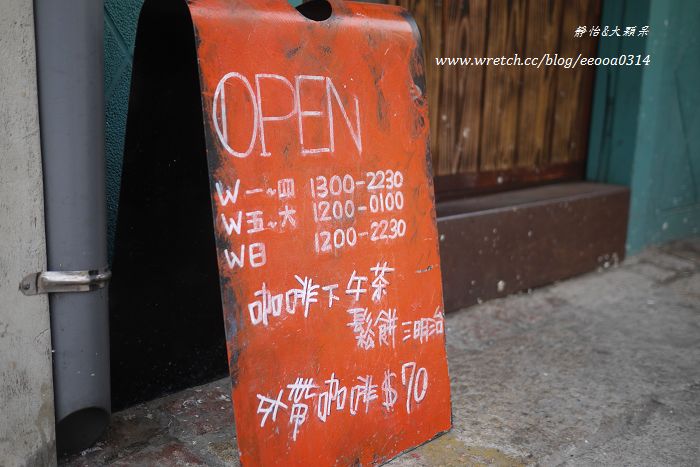 靜怡&大顆呆
www.wretch.cc/blog/eeooa0314
OPEN
W一~四 1300-2230
W五~六 1200-0100
W日 1200-2230
咖啡下午茶
鬆餅三明治
外帶咖啡$70